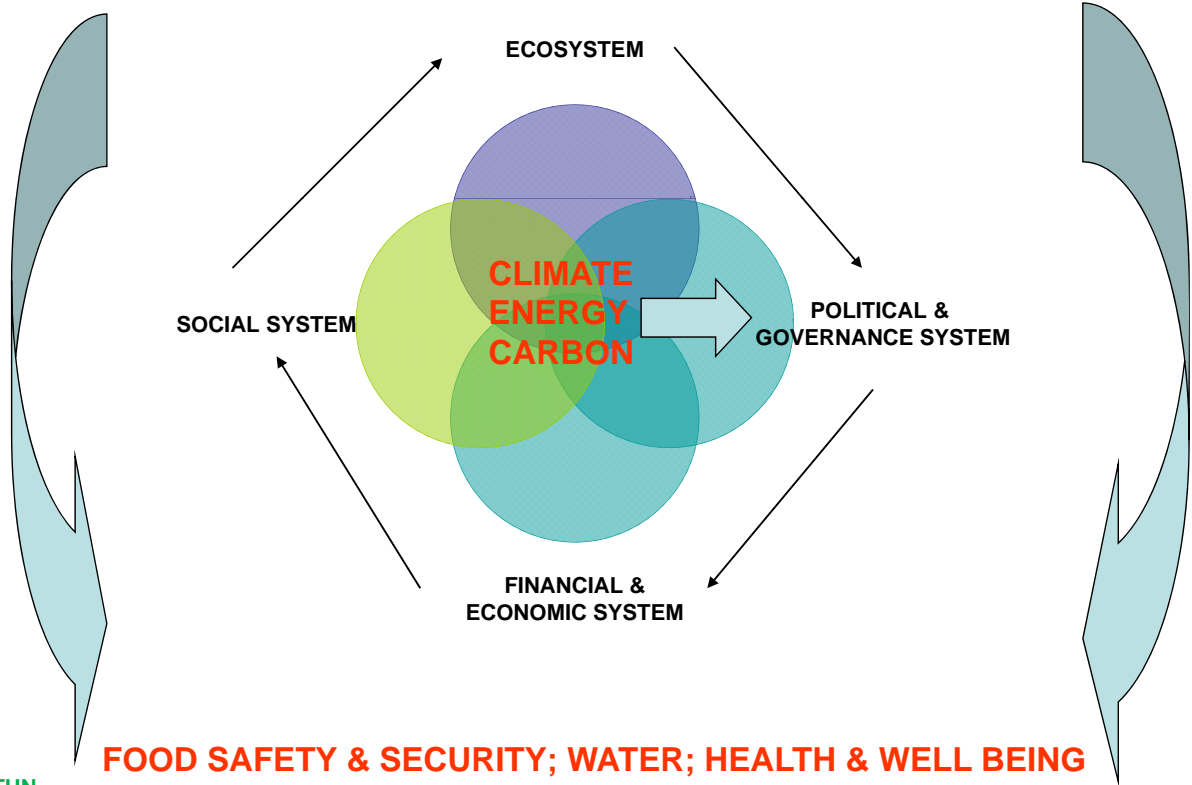 ECOSYSTEM
CLIMATE
ENERGY
CARBON
SOCIAL SYSTEM
POLITICAL &
GOVERNANCE SYSTEM
FINANCIAL &
ECONOMIC SYSTEM
FOOD SAFETY & SECURITY; WATER; HEALTH & WELL BEING